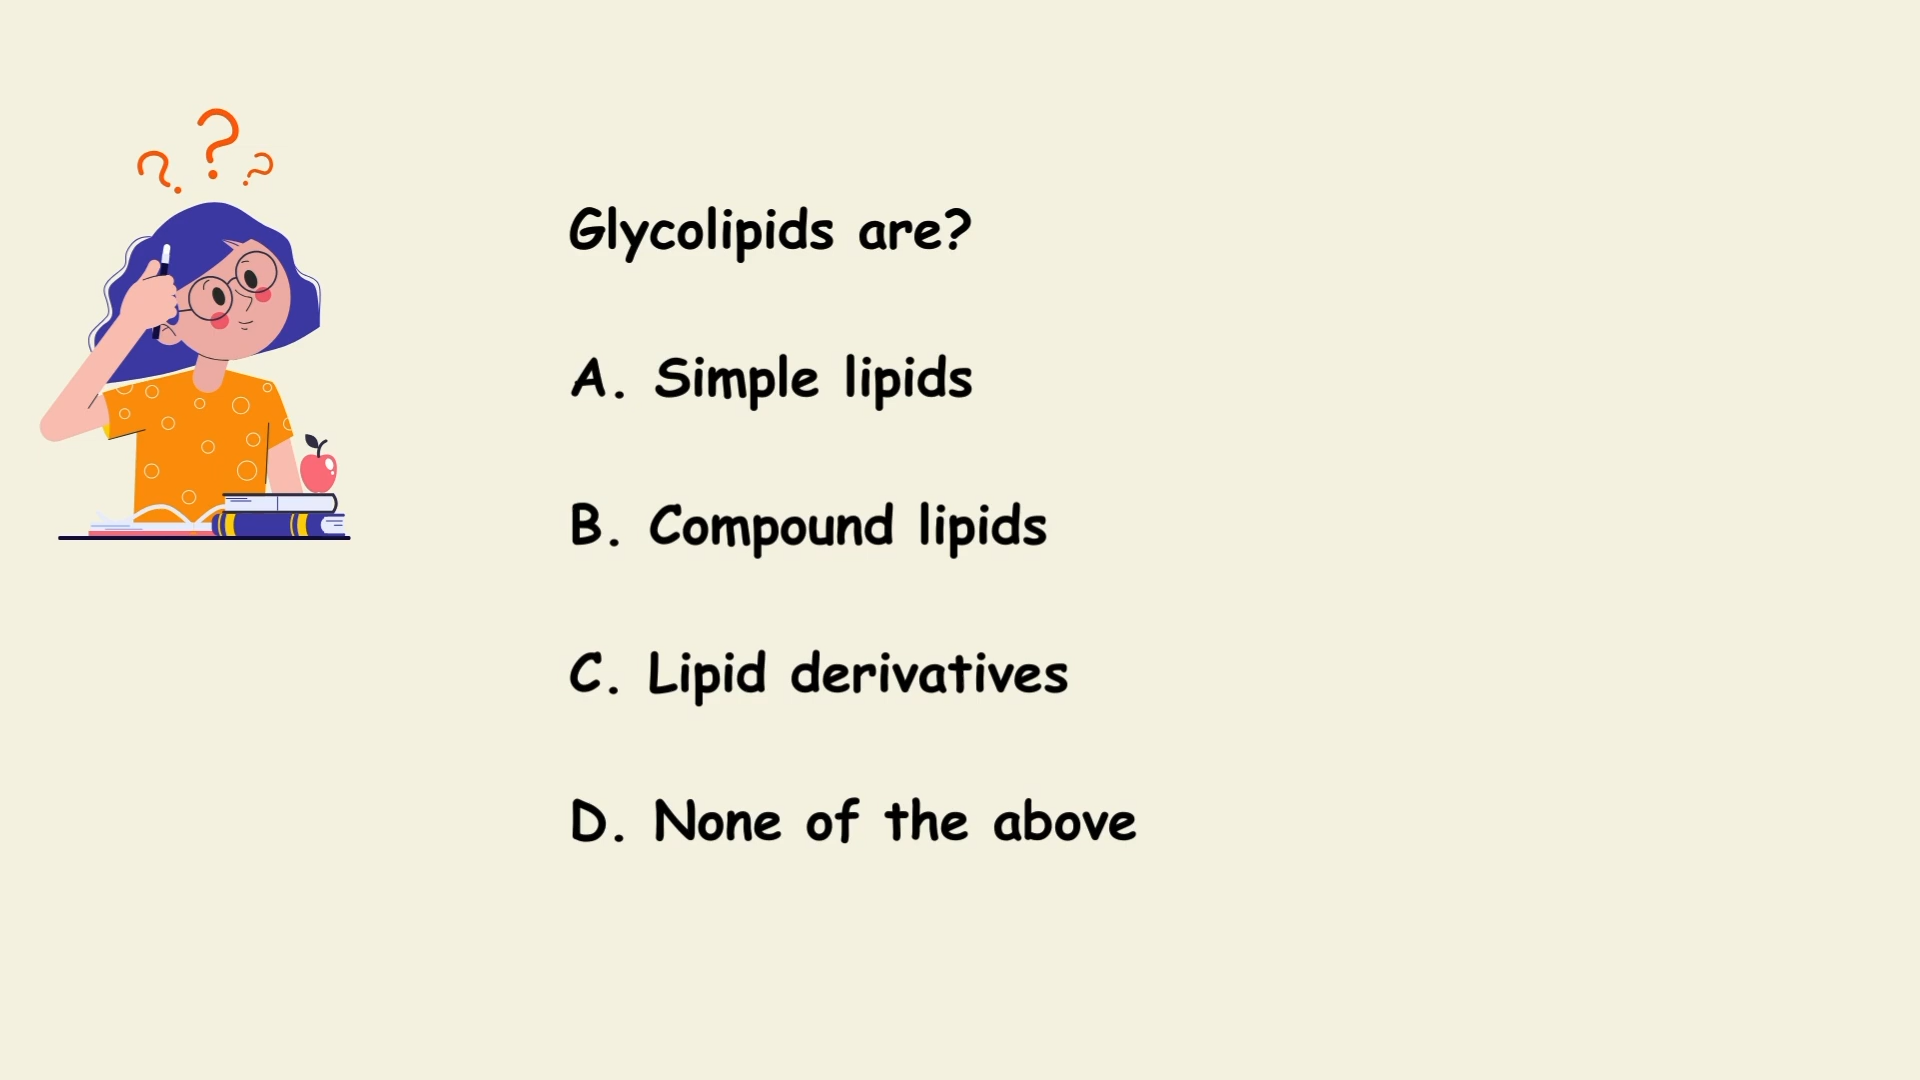 Glycolipids are?
A. Simple lipids
B. Compound lipids
C. Lipid derivatives
D. None of the above